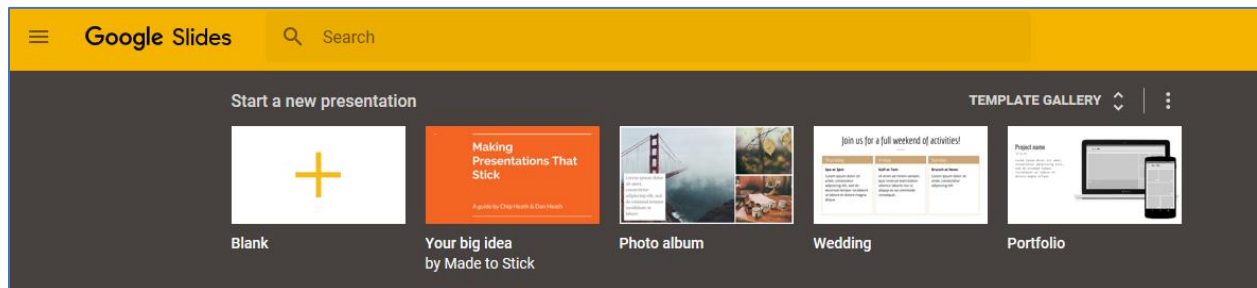 Google Slides
Search
Start a new presentation
TEMPLATE GALLERY
Making
Presentations That
Stick
A guide by Chip Heath & Dan Heath
Join us for a full weekend of activities!
Project name
Blank
Your big idea
by Made to Stick
Photo album
Wedding
Portfolio